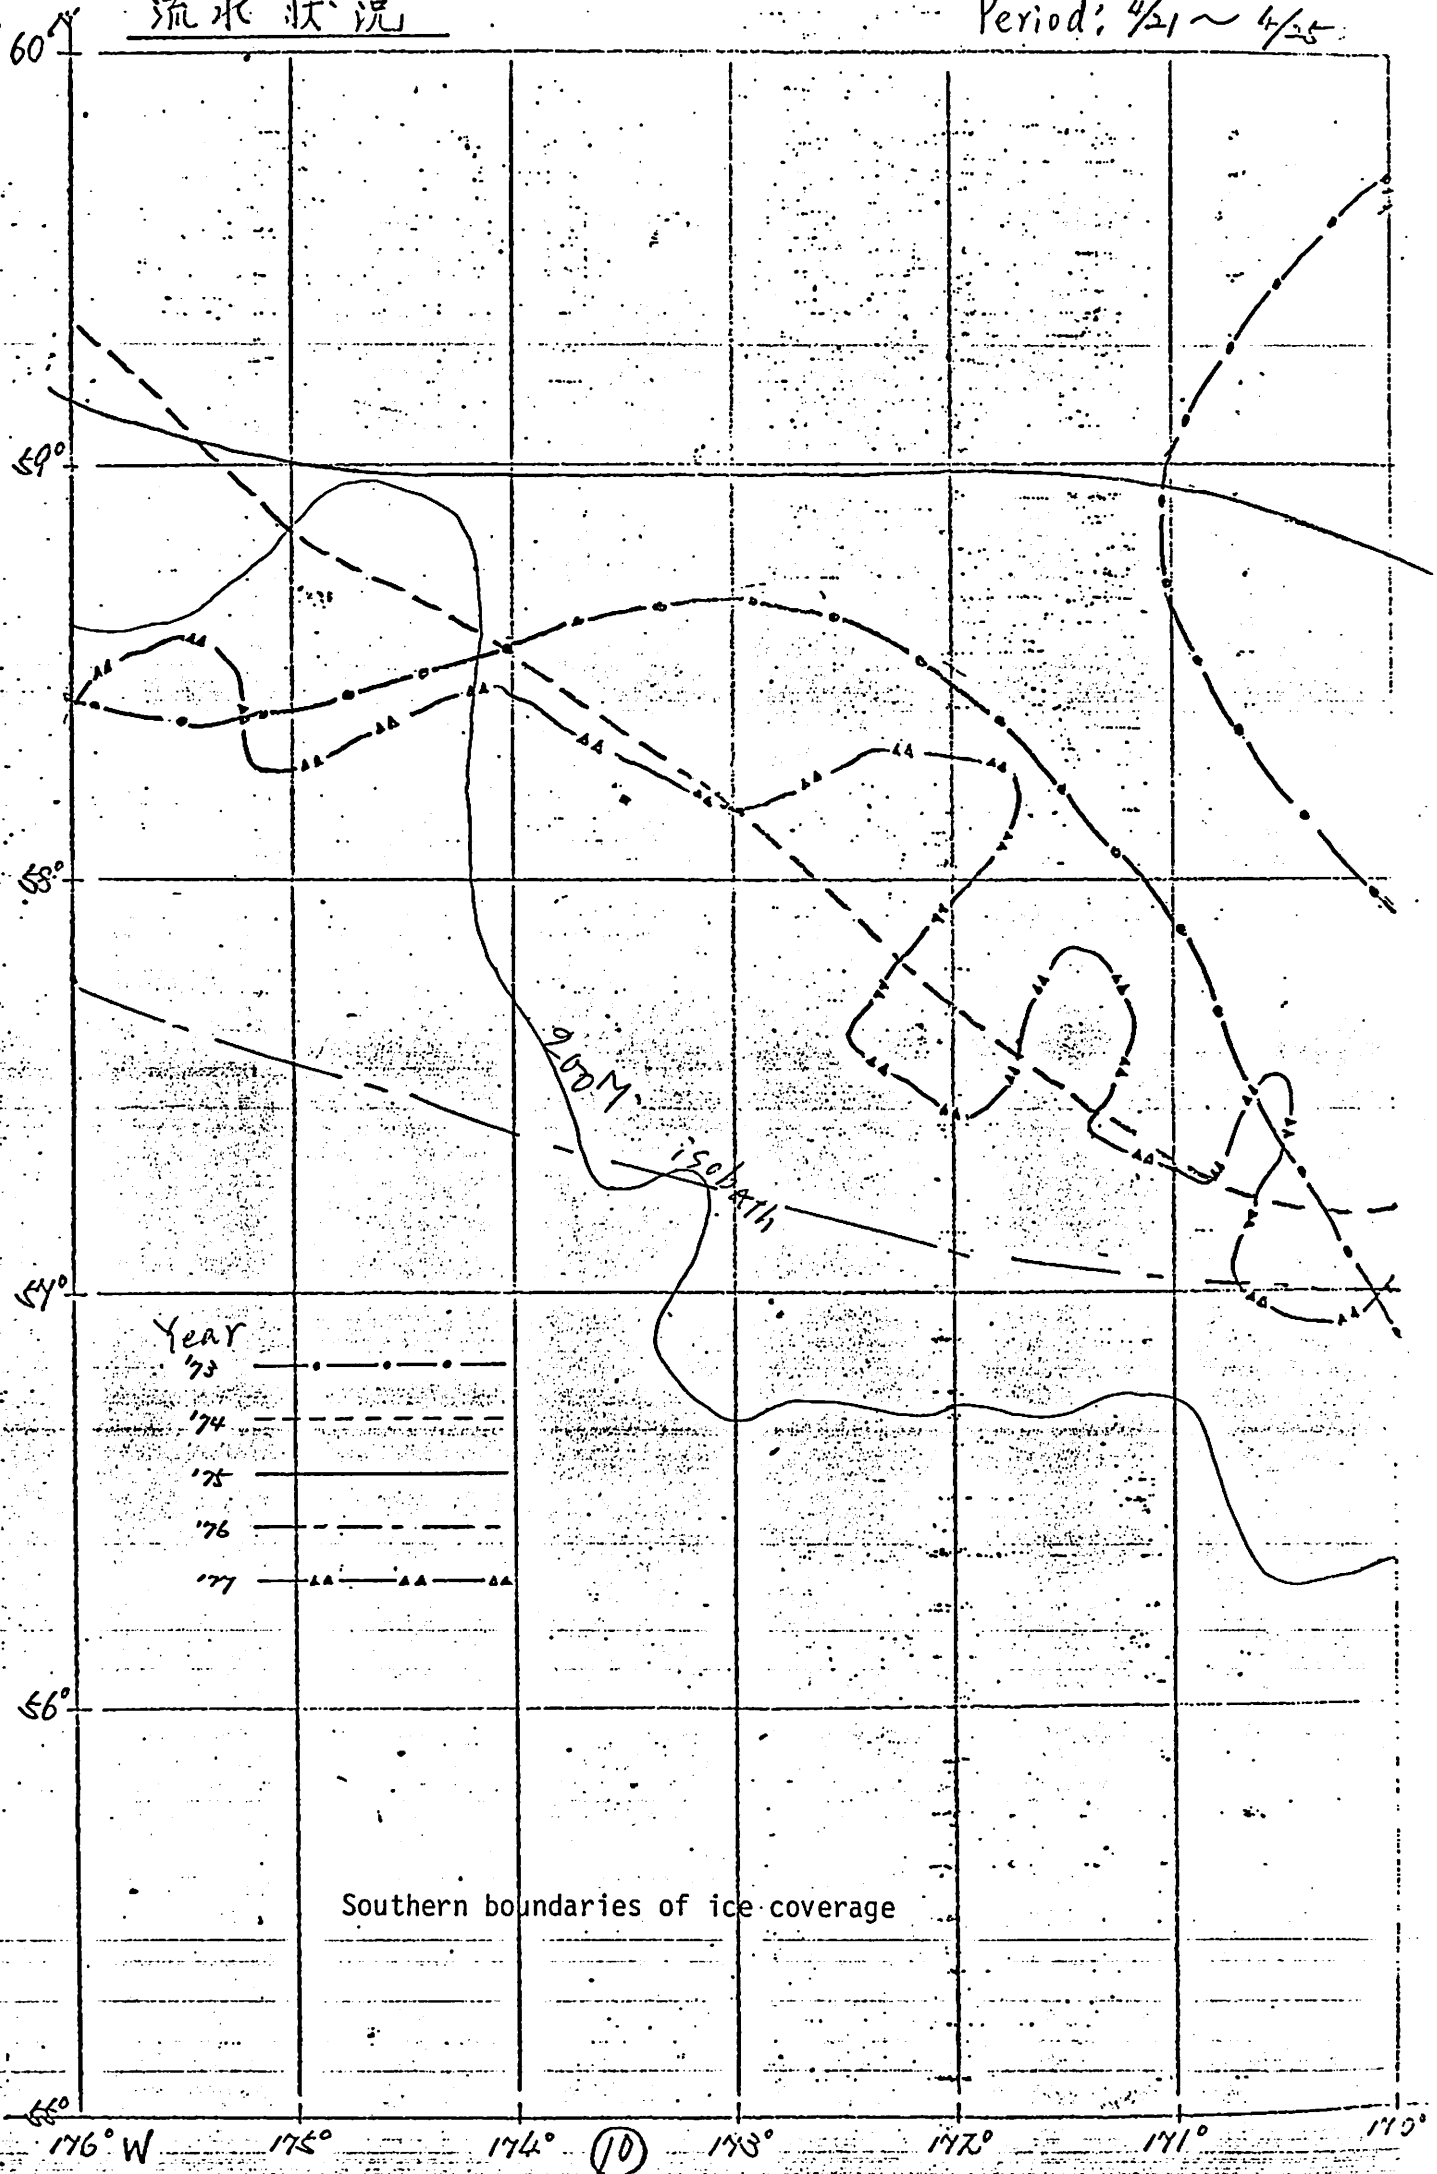 流氷状況
Period: 4/21 ~ 4/25
60°N
59°
58°
200M.
isobath
57°
Year
'73
'74
'75
'76
'77
56°
Southern boundaries of ice coverage
55°
176°W 175° 174° 173° 172° 171° 170°
10